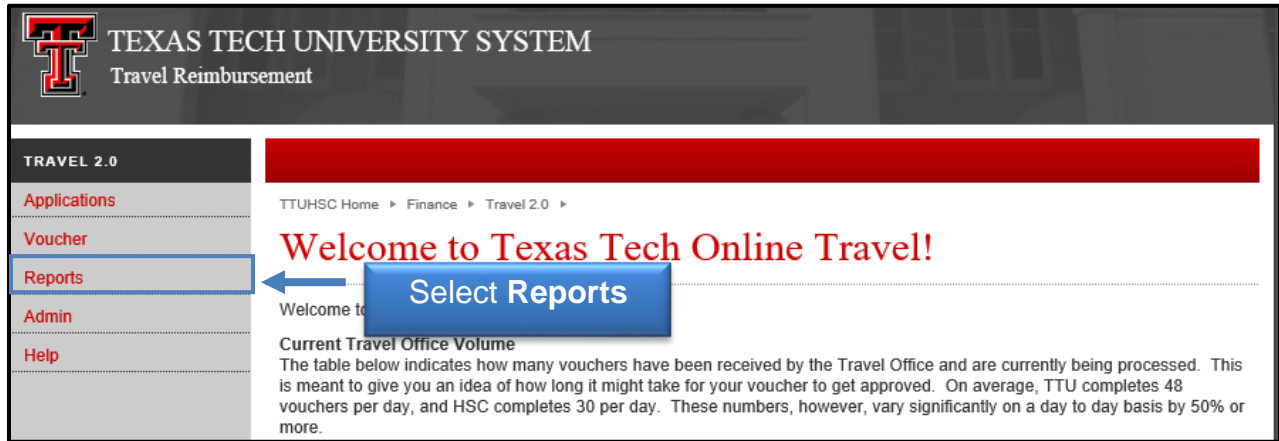 TEXAS TECH UNIVERSITY SYSTEM
Travel Reimbursement
TRAVEL 2.0
Applications
Voucher
Reports
Admin
Help
TTUHSC Home ▶ Finance ▶ Travel 2.0 ▶
Welcome to Texas Tech Online Travel!
Select Reports
Welcome to
Current Travel Office Volume
The table below indicates how many vouchers have been received by the Travel Office and are currently being processed. This
is meant to give you an idea of how long it might take for your voucher to get approved. On average, TTU completes 48
vouchers per day, and HSC completes 30 per day. These numbers, however, vary significantly on a day to day basis by 50% or
more.